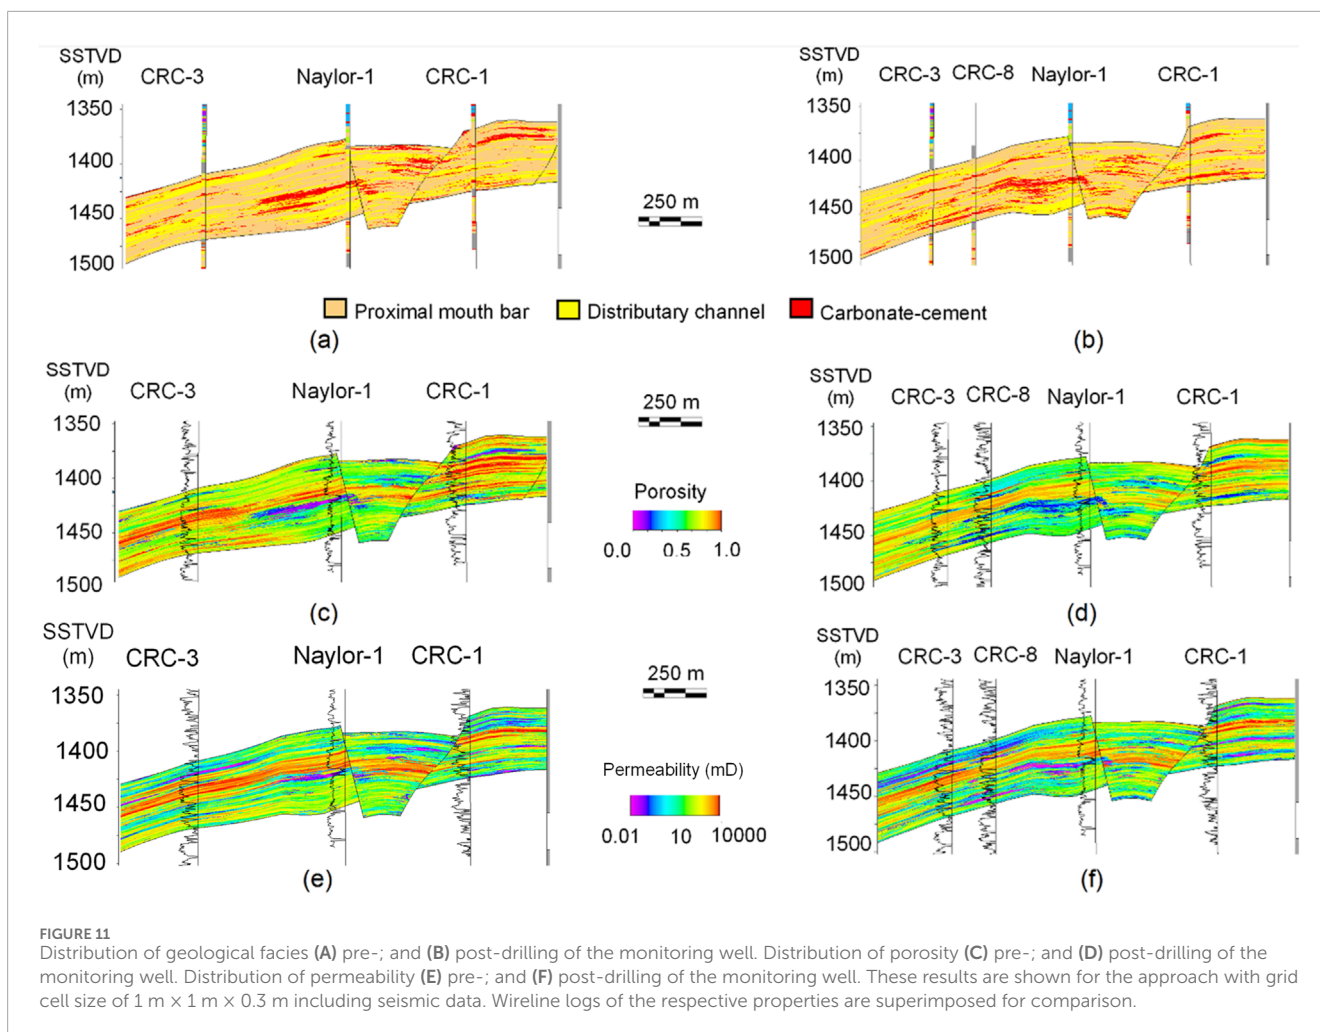 SSTVD
(m)
CRC-3
Naylor-1
CRC-1
1350
1400
1450
1500
SSTVD
(m)
CRC-3
CRC-8
Naylor-1
CRC-1
1350
1400
1450
1500
250 m
Proximal mouth bar
Distributary channel
Carbonate-cement
(a)
(b)
SSTVD
(m)
CRC-3
Naylor-1
CRC-1
1350
1400
1450
1500
250 m
Porosity
0.0
0.5
1.0
SSTVD
(m)
CRC-3
CRC-8
Naylor-1
CRC-1
1350
1400
1450
1500
(c)
(d)
SSTVD
(m)
CRC-3
Naylor-1
CRC-1
1350
1400
1450
1500
250 m
Permeability (mD)
0.01
10
10000
SSTVD
(m)
CRC-3
CRC-8
Naylor-1
CRC-1
1350
1400
1450
1500
(e)
(f)
FIGURE 11
Distribution of geological facies (A) pre-; and (B) post-drilling of the monitoring well. Distribution of porosity (C) pre-; and (D) post-drilling of the
monitoring well. Distribution of permeability (E) pre-; and (F) post-drilling of the monitoring well. These results are shown for the approach with grid
cell size of 1 m × 1 m × 0.3 m including seismic data. Wireline logs of the respective properties are superimposed for comparison.